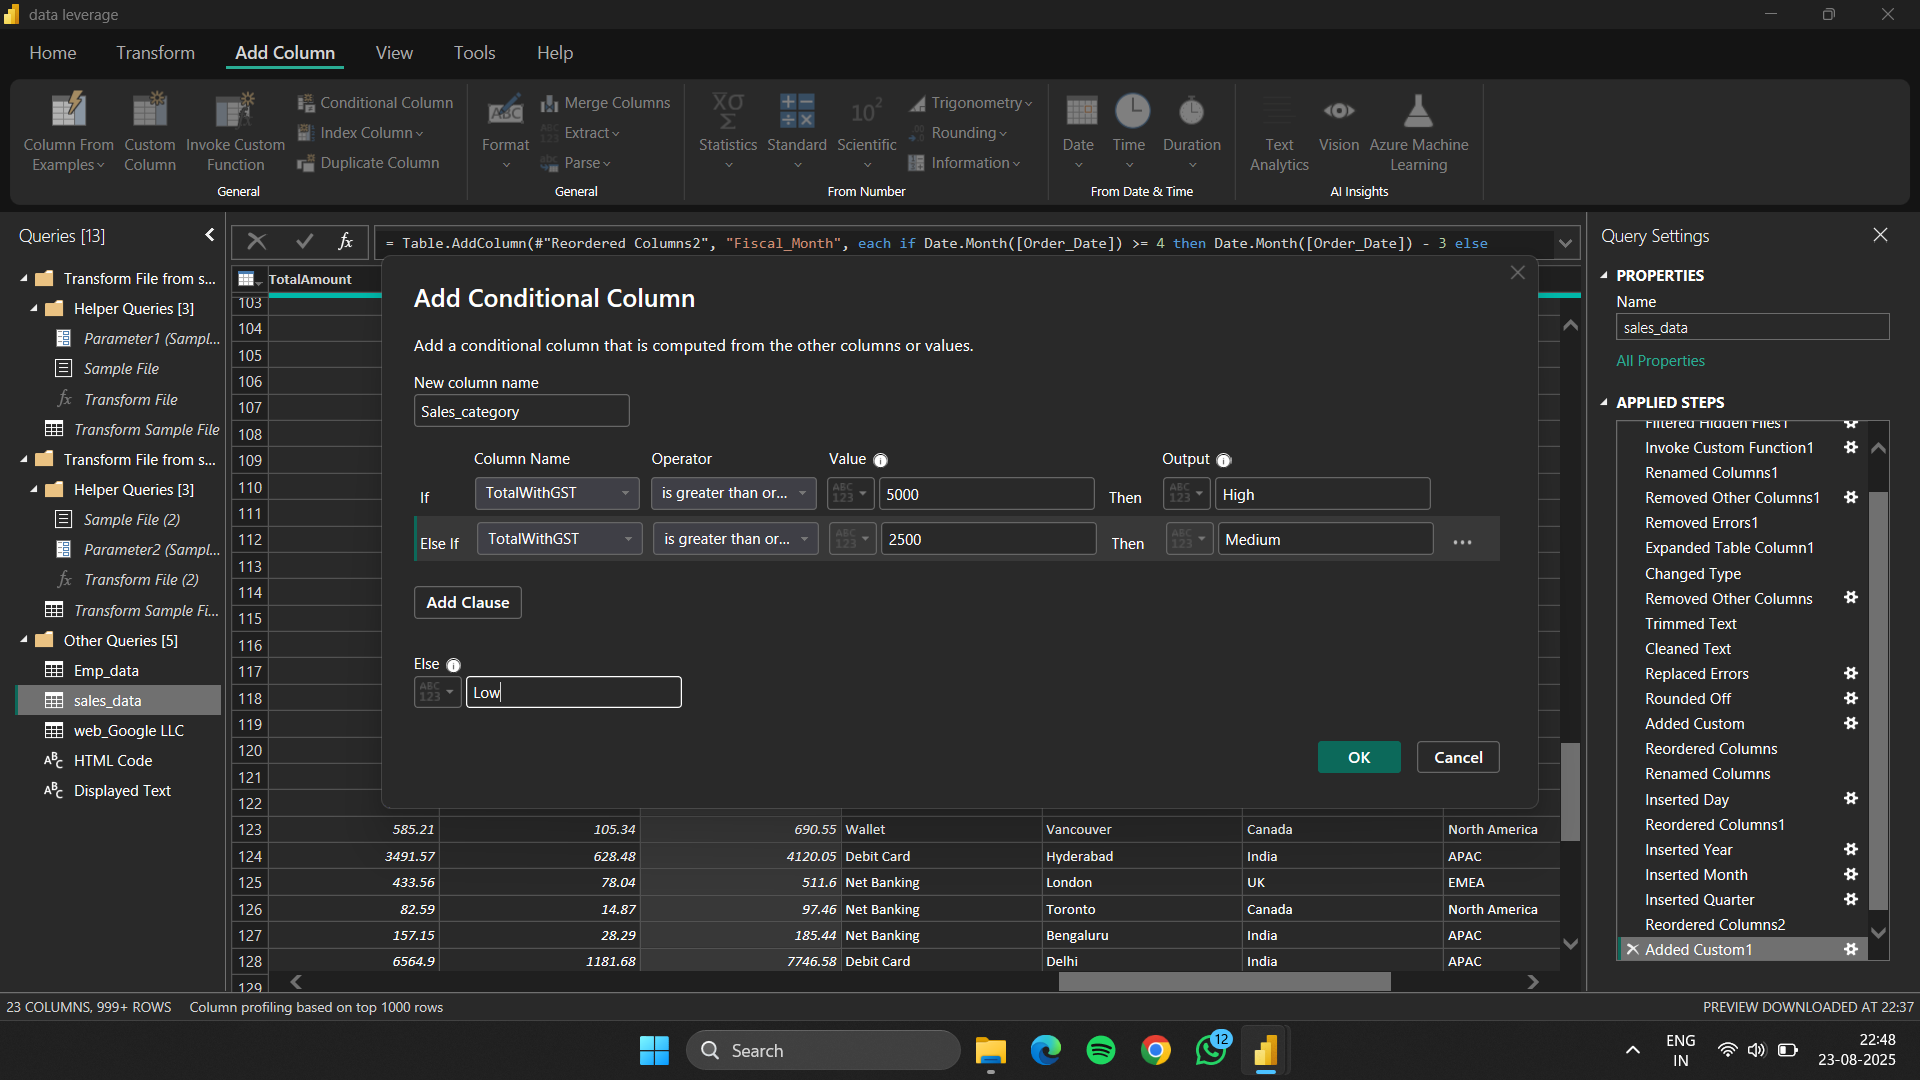 data leverage
Home Transform Add Column View Tools Help
Column From Examples
Custom Column
Invoke Custom Function
Conditional Column
Index Column
Duplicate Column
General
Format
Merge Columns
Extract
Parse
General
Statistics
Standard
Scientific
Trigonometry
Rounding
Information
From Number
Date
Time
Duration
From Date & Time
Text Analytics
Vision
Azure Machine Learning
AI Insights
Queries [13]
Transform File from s...
Helper Queries [3]
Parameter1 (Sampl...
Sample File
Transform File
Transform Sample File
Transform File from s...
Helper Queries [3]
Sample File (2)
Parameter2 (Sampl...
Transform File (2)
Transform Sample Fi...
Other Queries [5]
Emp_data
sales_data
web_Google LLC
HTML Code
Displayed Text
= Table.AddColumn(#"Reordered Columns2", "Fiscal_Month", each if Date.Month([Order_Date]) >= 4 then Date.Month([Order_Date]) - 3 else
TotalAmount
103
104
105
106
107
108
109
110
111
112
113
114
115
116
117
118
119
120
121
122
123 585.21 105.34 690.55 Wallet Vancouver Canada North America
124 3491.57 628.48 4120.05 Debit Card Hyderabad India APAC
125 433.56 78.04 511.6 Net Banking London UK EMEA
126 82.59 14.87 97.46 Net Banking Toronto Canada North America
127 157.15 28.29 185.44 Net Banking Bengaluru India APAC
128 6564.9 1181.68 7746.58 Debit Card Delhi India APAC
129
Add Conditional Column
Add a conditional column that is computed from the other columns or values.
New column name
Sales_category
Column Name Operator Value Output
If TotalWithGST is greater than or... ABC 123 5000 Then ABC 123 High
Else If TotalWithGST is greater than or... ABC 123 2500 Then ABC 123 Medium ...
Add Clause
Else
ABC 123 Low
OK Cancel
Query Settings
PROPERTIES
Name
sales_data
All Properties
APPLIED STEPS
Filtered Hidden Files1
Invoke Custom Function1
Renamed Columns1
Removed Other Columns1
Removed Errors1
Expanded Table Column1
Changed Type
Removed Other Columns
Trimmed Text
Cleaned Text
Replaced Errors
Rounded Off
Added Custom
Reordered Columns
Renamed Columns
Inserted Day
Reordered Columns1
Inserted Year
Inserted Month
Inserted Quarter
Reordered Columns2
Added Custom1
23 COLUMNS, 999+ ROWS Column profiling based on top 1000 rows PREVIEW DOWNLOADED AT 22:37
Search
12
ENG
IN
22:48
23-08-2025